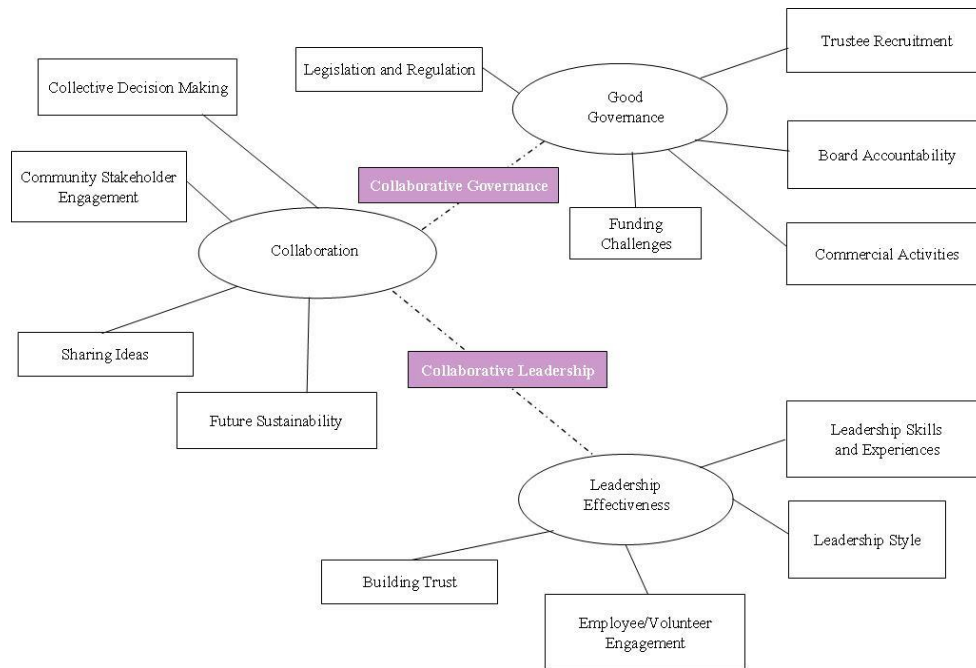 Trustee Recruitment
Legislation and Regulation
Collective Decision Making
Good
Governance
Board Accountability
Community Stakeholder
Engagement
Collaborative Governance
Funding
Challenges
Collaboration
Commercial Activities
Sharing Ideas
Collaborative Leadership
Future Sustainability
Leadership Skills
and Experiences
Leadership
Effectiveness
Leadership Style
Building Trust
Employee/Volunteer
Engagement